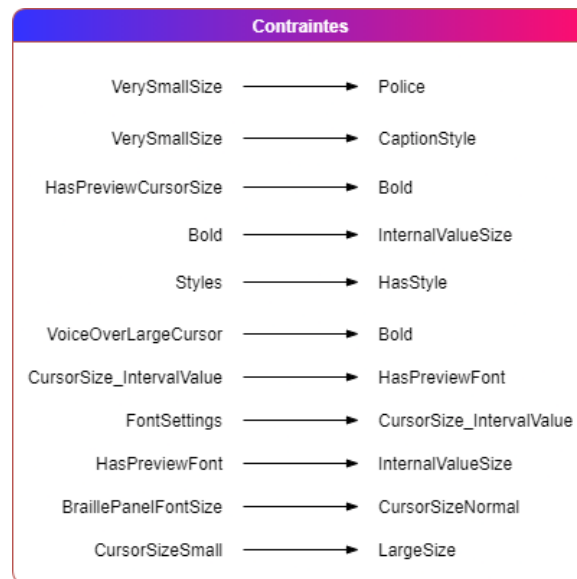 Contraintes
VerySmallSize Police
VerySmallSize CaptionStyle
HasPreviewCursorSize Bold
Bold InternalValueSize
Styles HasStyle
VoiceOverLargeCursor Bold
CursorSize_IntervalValue HasPreviewFont
FontSettings CursorSize_IntervalValue
HasPreviewFont InternalValueSize
BraillePanelFontSize CursorSizeNormal
CursorSizeSmall LargeSize